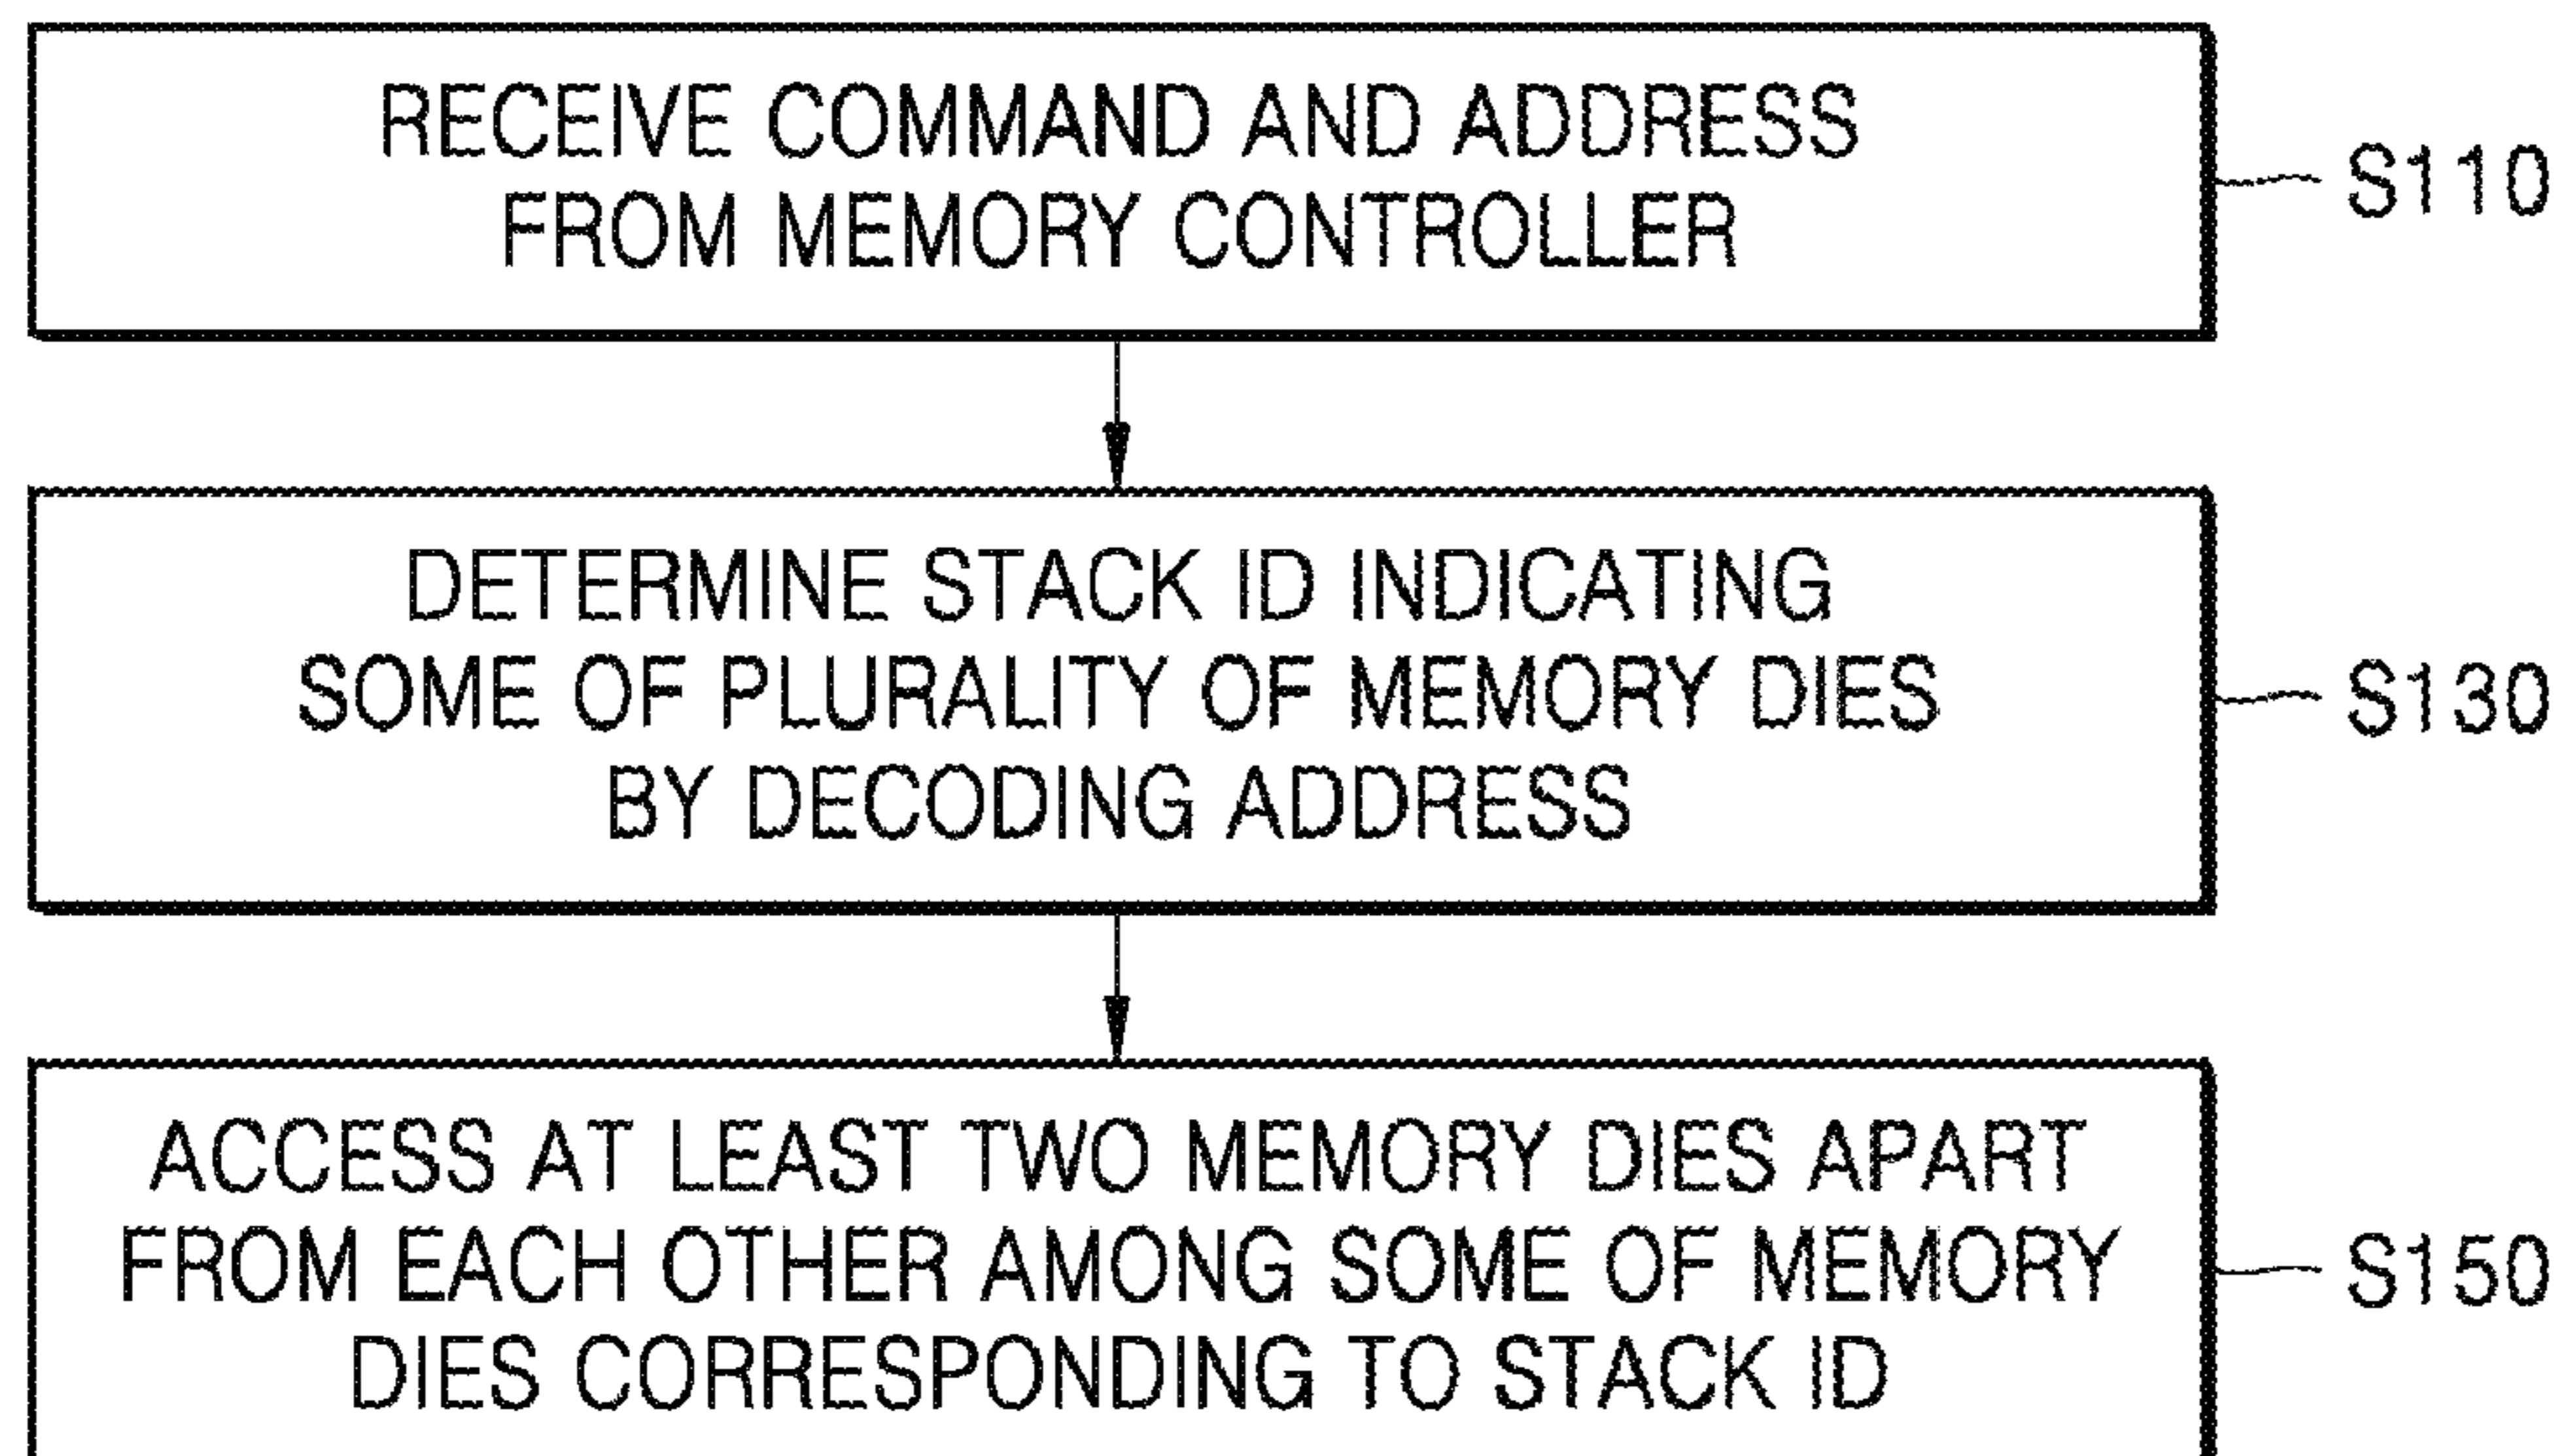 RECEIVE COMMAND AND ADDRESS
FROM MEMORY CONTROLLER
S110
DETERMINE STACK ID INDICATING
SOME OF PLURALITY OF MEMORY DIES
BY DECODING ADDRESS
S130
ACCESS AT LEAST TWO MEMORY DIES APART
FROM EACH OTHER AMONG SOME OF MEMORY
DIES CORRESPONDING TO STACK ID
S150